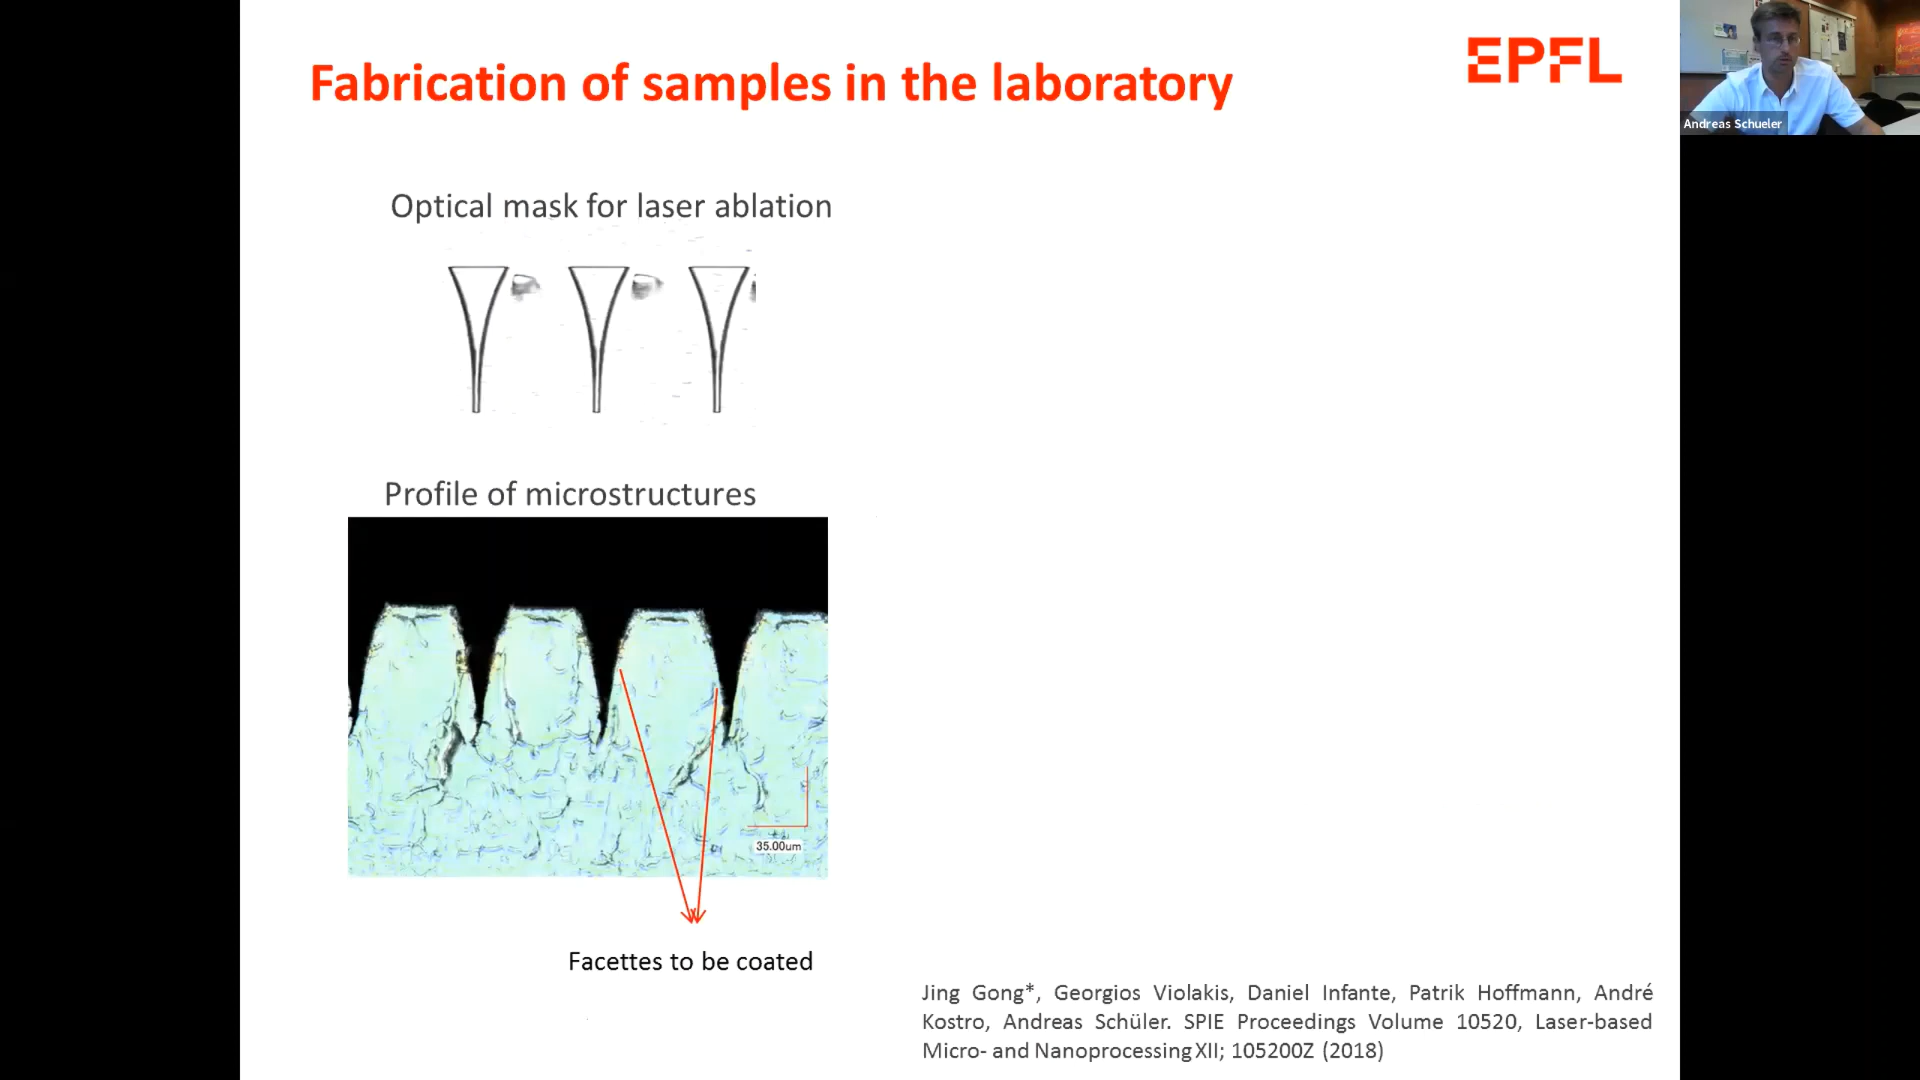 Fabrication of samples in the laboratory
EPFL
Andreas Schueler
Optical mask for laser ablation
Profile of microstructures
35.00um
Facettes to be coated
Jing Gong*, Georgios Violakis, Daniel Infante, Patrik Hoffmann, André
Kostro, Andreas Schüler. SPIE Proceedings Volume 10520, Laser-based
Micro- and Nanoprocessing XII; 105200Z (2018)